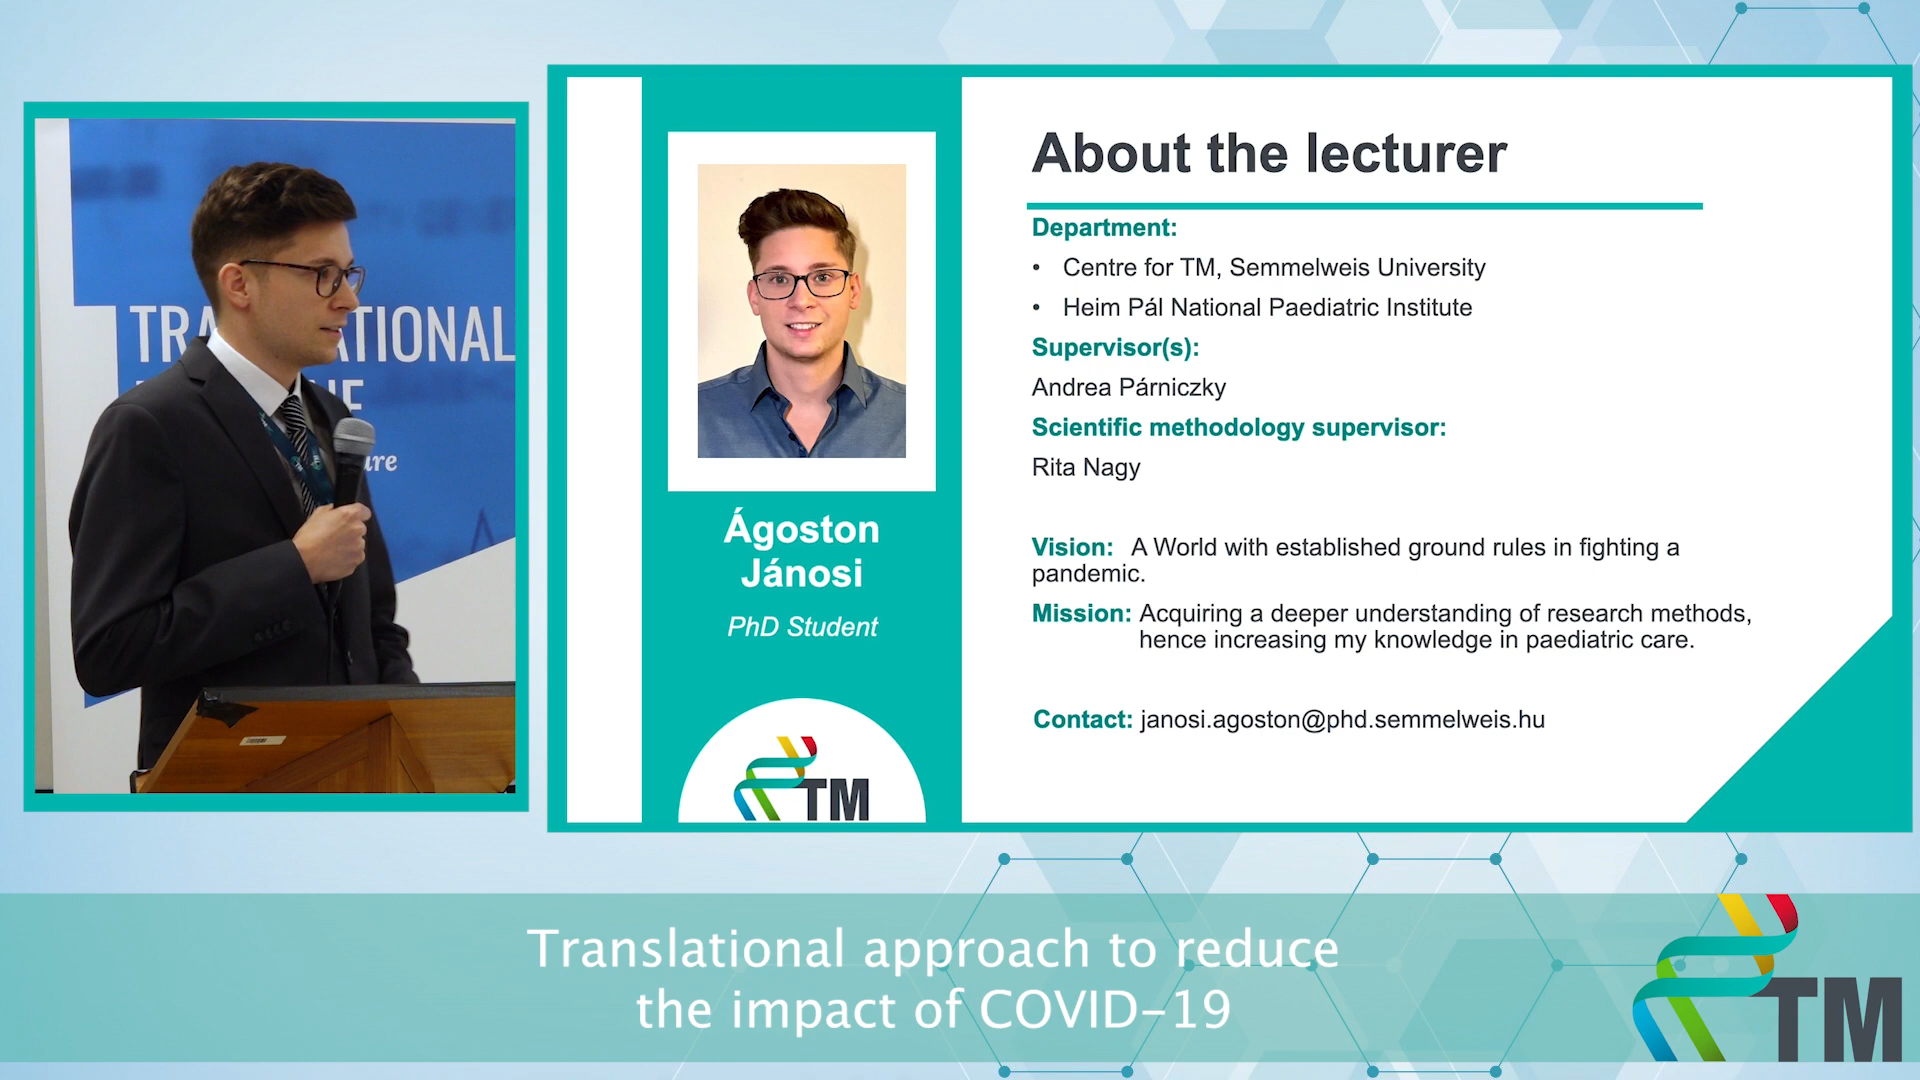 TRA
ATIONAL
are
About the lecturer
Department:
• Centre for TM, Semmelweis University
• Heim Pál National Paediatric Institute
Supervisor(s):
Andrea Párniczky
Scientific methodology supervisor:
Rita Nagy
Vision: A World with established ground rules in fighting a
pandemic.
Mission: Acquiring a deeper understanding of research methods,
hence increasing my knowledge in paediatric care.
Contact: janosi.agoston@phd.semmelweis.hu
Ágoston
Jánosi
PhD Student
TM
Translational approach to reduce
the impact of COVID-19
TM